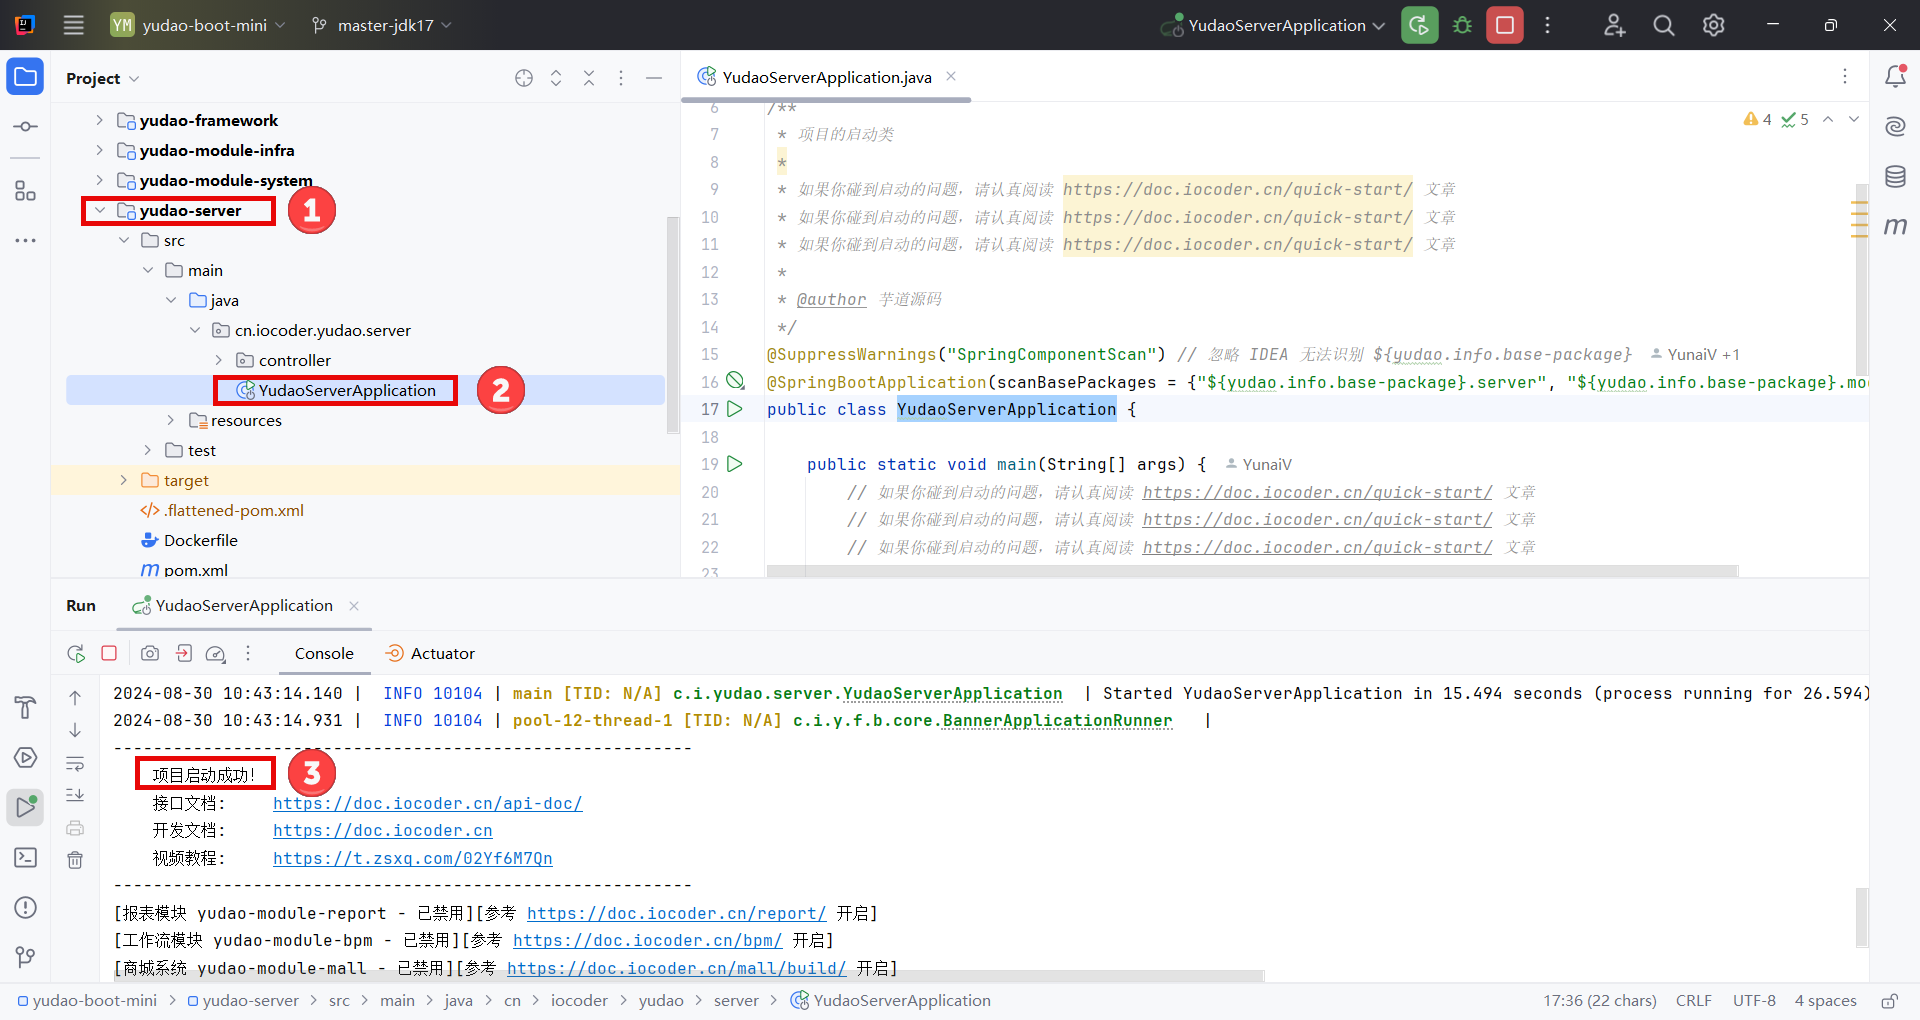 YM yudao-boot-mini master-jdk17 YudaoServerApplication
Project
yudao-framework
yudao-module-infra
yudao-module-system
yudao-server 1
src
main
java
cn.iocoder.yudao.server
controller
YudaoServerApplication 2
resources
test
target
.flattened-pom.xml
Dockerfile
pom.xml
YudaoServerApplication.java
4 5
6 /**
7 * 项目的启动类
8 *
9 * 如果你碰到启动的问题，请认真阅读 https://doc.iocoder.cn/quick-start/ 文章
10 * 如果你碰到启动的问题，请认真阅读 https://doc.iocoder.cn/quick-start/ 文章
11 * 如果你碰到启动的问题，请认真阅读 https://doc.iocoder.cn/quick-start/ 文章
12 *
13 * @author 芋道源码
14 */
15 @SuppressWarnings("SpringComponentScan") // 忽略 IDEA 无法识别 ${yudao.info.base-package} YunaiV +1
16 @SpringBootApplication(scanBasePackages = {"${yudao.info.base-package}.server", "${yudao.info.base-package}.mo
17 public class YudaoServerApplication {
18
19 public static void main(String[] args) { YunaiV
20 // 如果你碰到启动的问题，请认真阅读 https://doc.iocoder.cn/quick-start/ 文章
21 // 如果你碰到启动的问题，请认真阅读 https://doc.iocoder.cn/quick-start/ 文章
22 // 如果你碰到启动的问题，请认真阅读 https://doc.iocoder.cn/quick-start/ 文章
23
Run YudaoServerApplication
Console Actuator
2024-08-30 10:43:14.140 | INFO 10104 | main [TID: N/A] c.i.yudao.server.YudaoServerApplication | Started YudaoServerApplication in 15.494 seconds (process running for 26.594)
2024-08-30 10:43:14.931 | INFO 10104 | pool-12-thread-1 [TID: N/A] c.i.y.f.b.core.BannerApplicationRunner |
----------------------------------------------------------
项目启动成功！ 3
接口文档： https://doc.iocoder.cn/api-doc/
开发文档： https://doc.iocoder.cn
视频教程： https://t.zsxq.com/02Yf6M7Qn
----------------------------------------------------------
[报表模块 yudao-module-report - 已禁用][参考 https://doc.iocoder.cn/report/ 开启]
[工作流模块 yudao-module-bpm - 已禁用][参考 https://doc.iocoder.cn/bpm/ 开启]
[商城系统 yudao-module-mall - 已禁用][参考 https://doc.iocoder.cn/mall/build/ 开启]
yudao-boot-mini > yudao-server > src > main > java > cn > iocoder > yudao > server > YudaoServerApplication 17:36 (22 chars) CRLF UTF-8 4 spaces